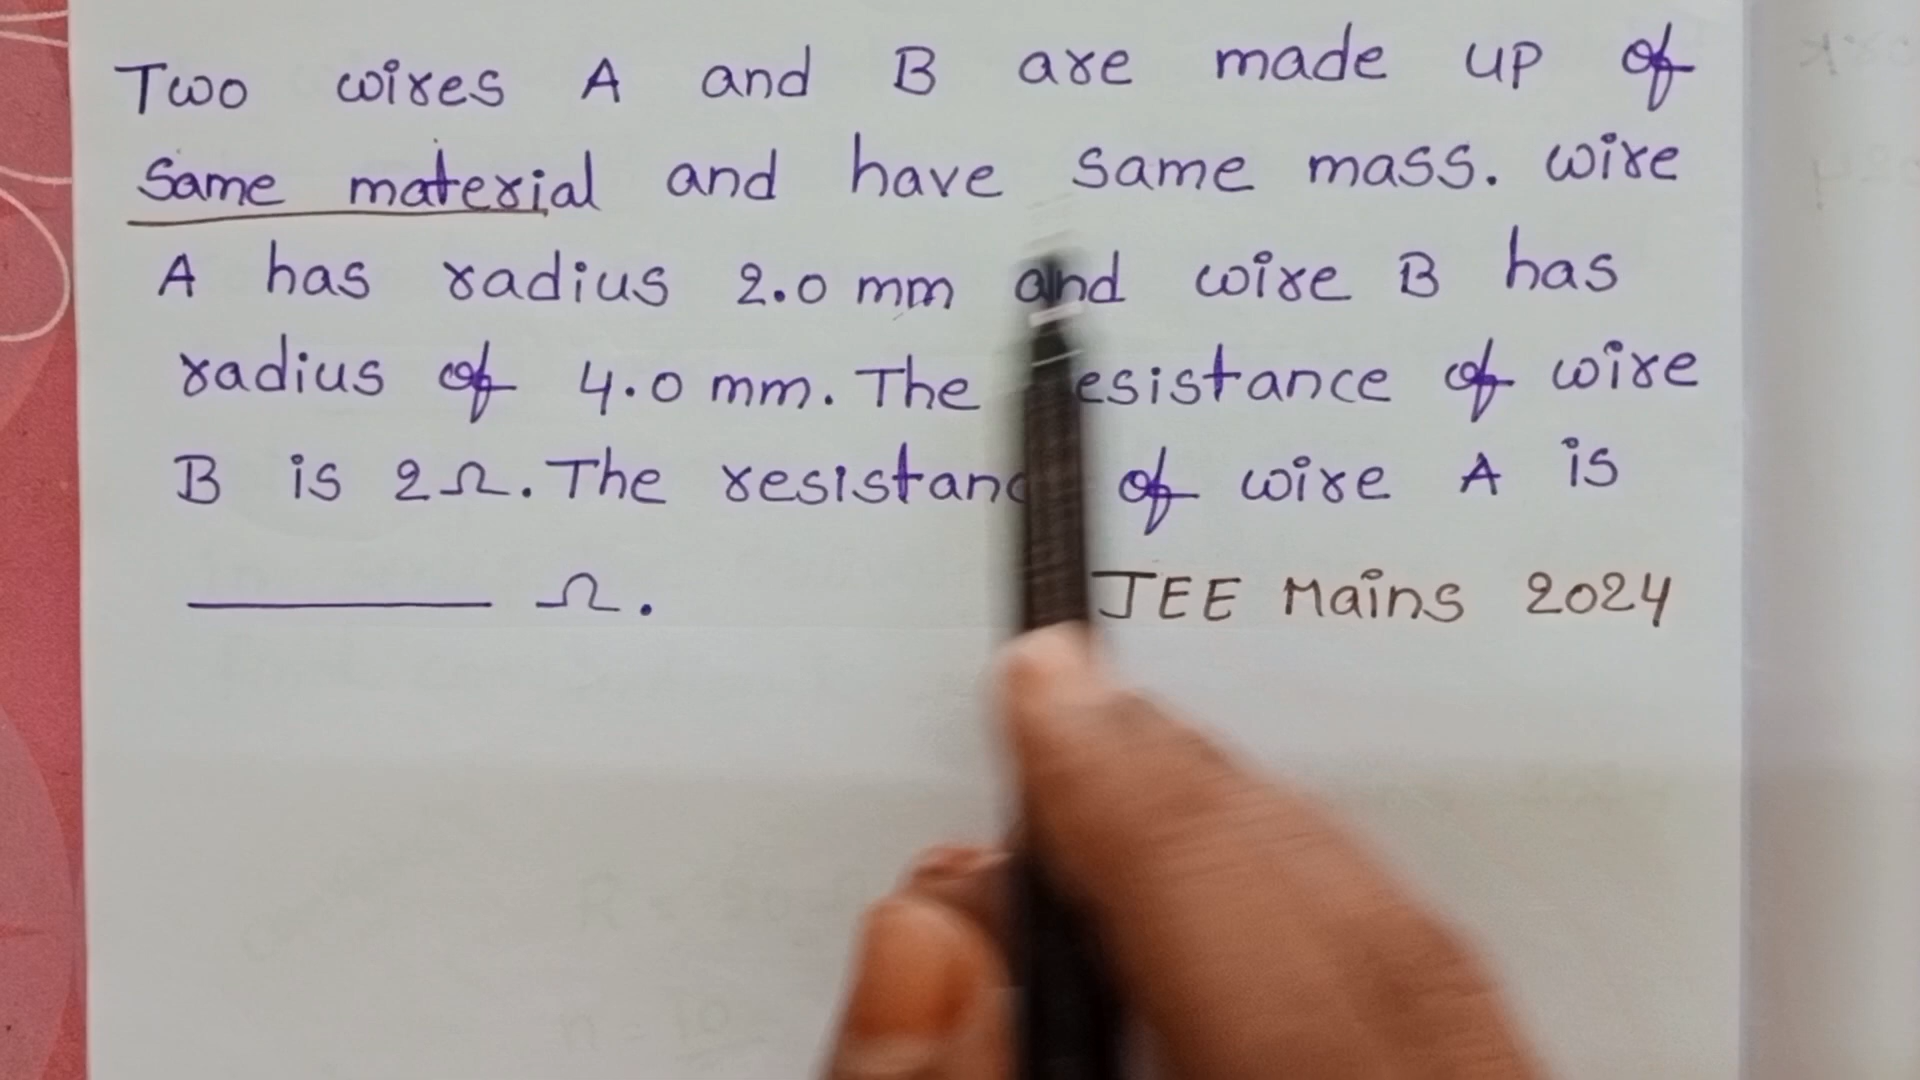 Two wires A and B are made up of
same material and have same mass. wire
A has radius 2.0 mm and wire B has
radius of 4.0 mm. The esistance of wire
B is 2Ω. The resistanc of wire A is
______ Ω. JEE Mains 2024